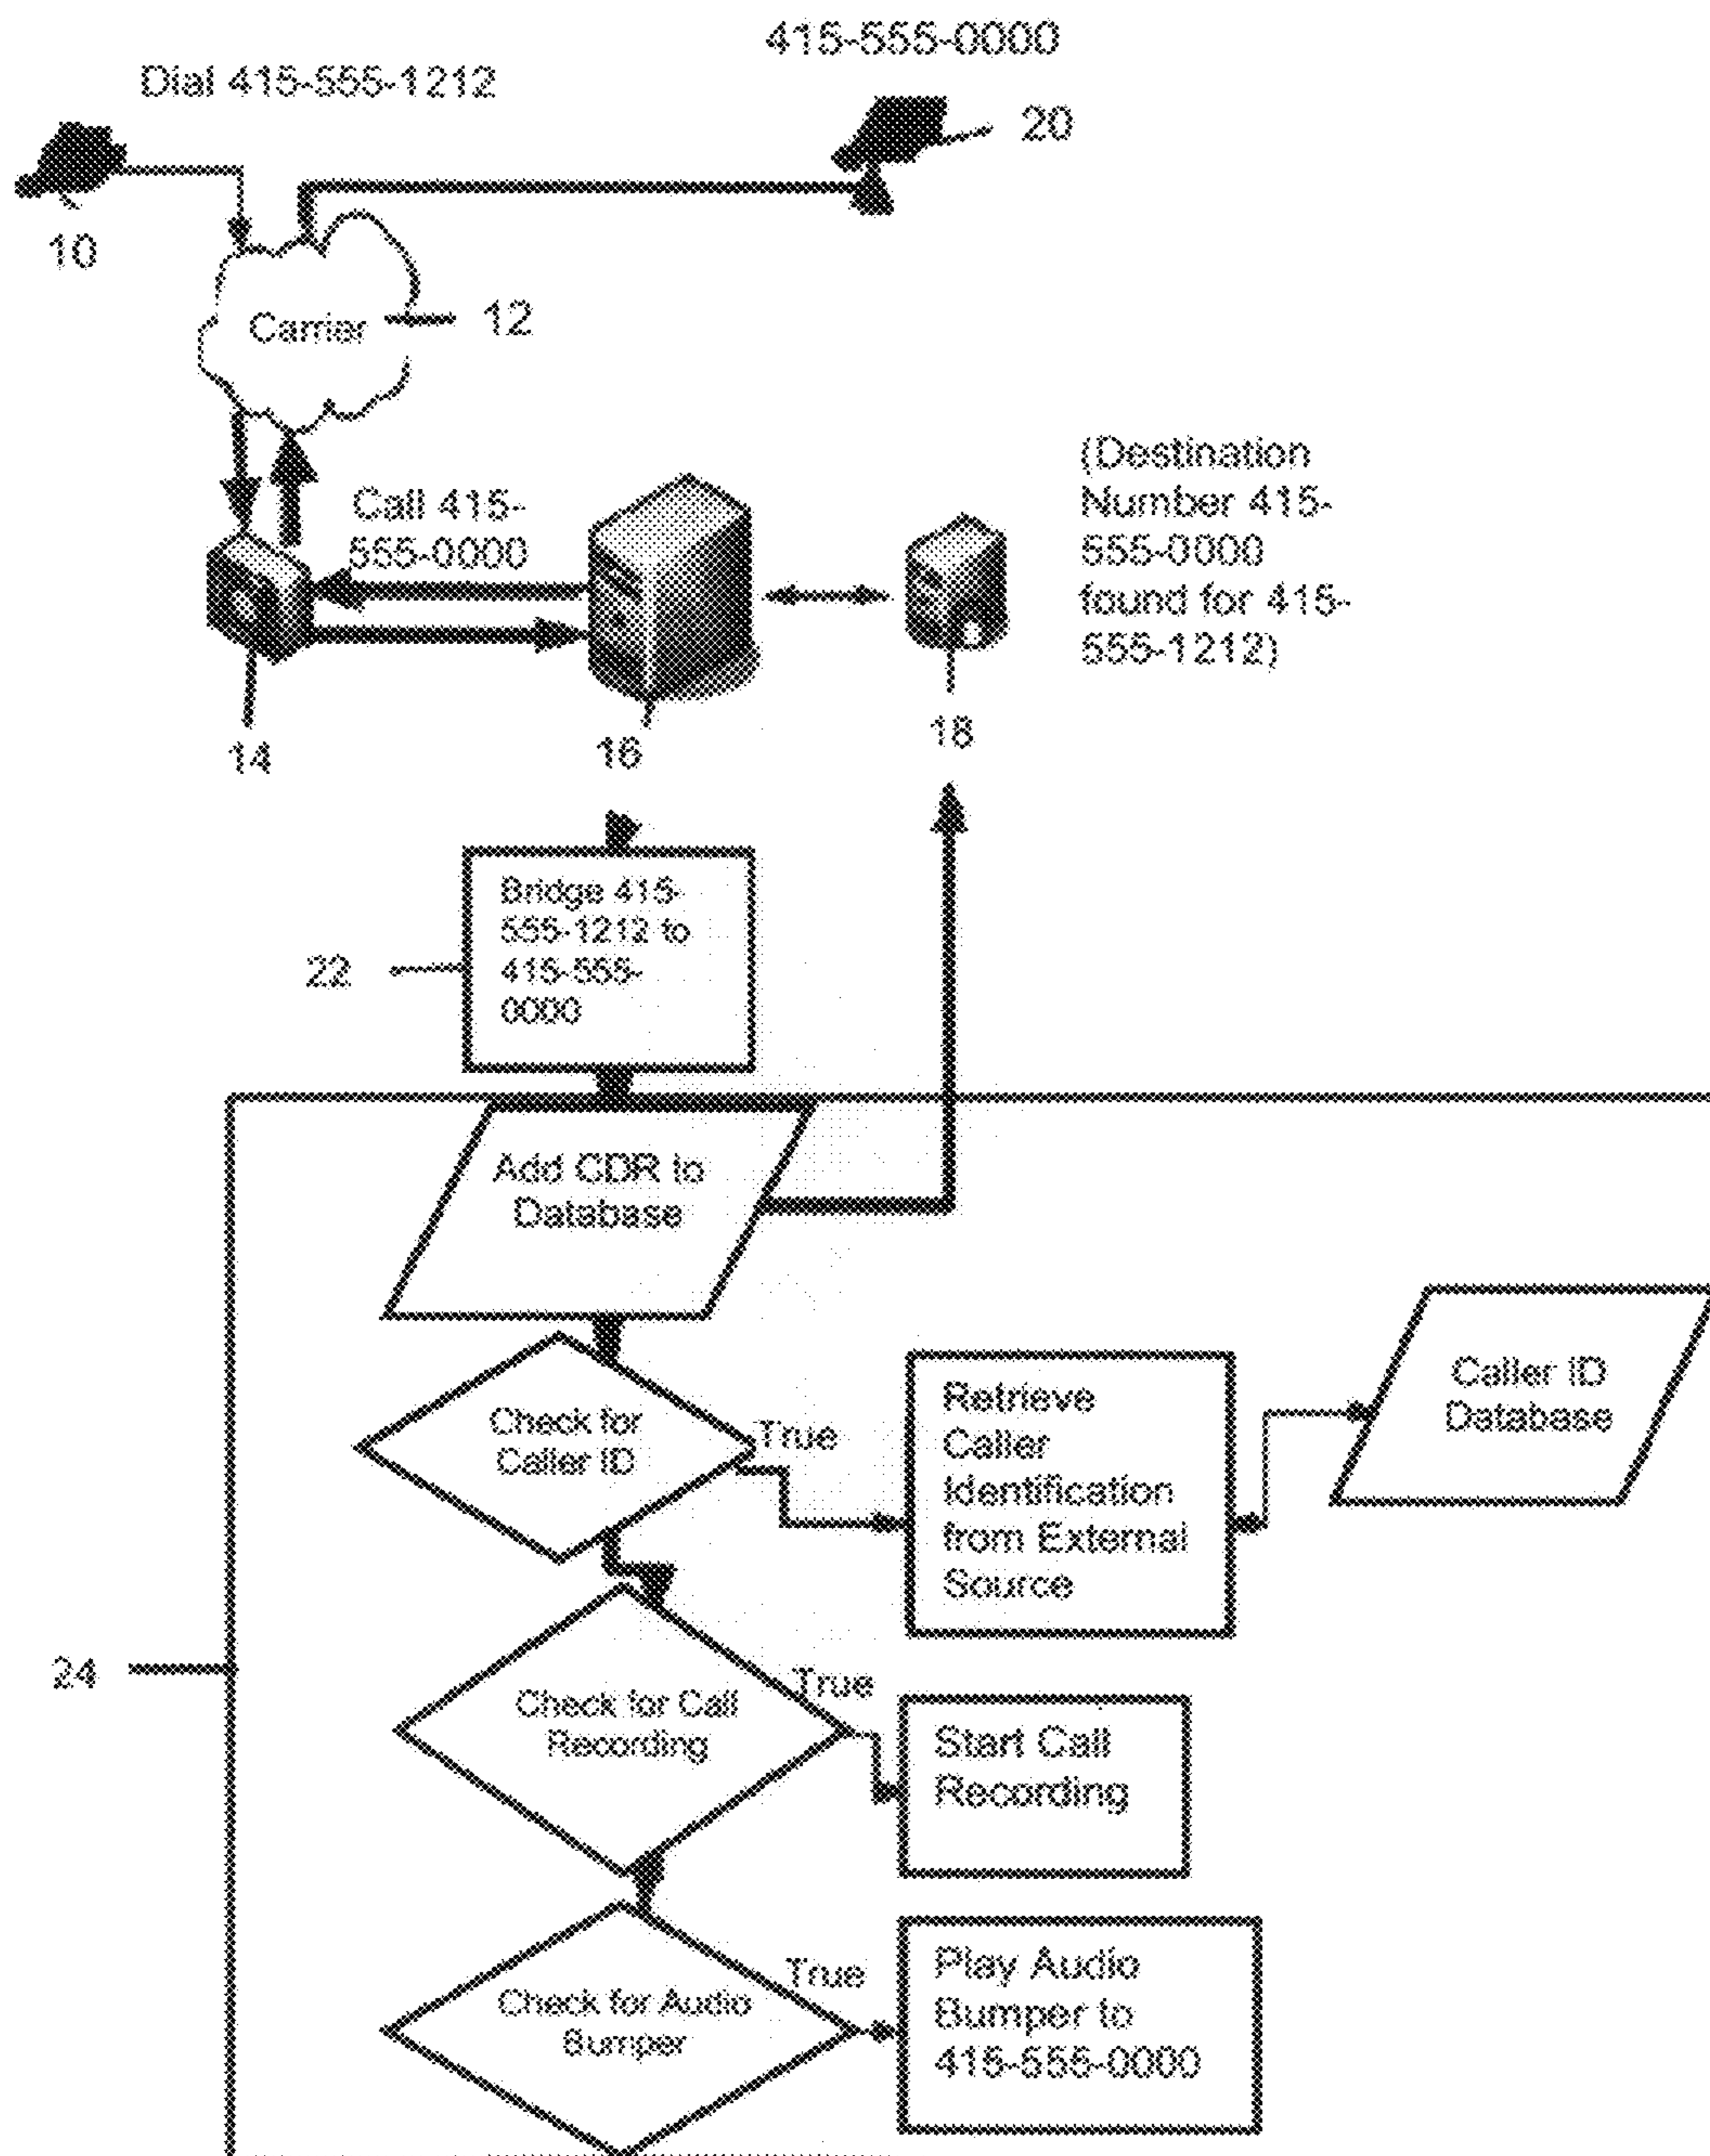 415-555-0000
Dial 415-555-1212
20
10
Carrier
12
(Destination
Number 415-
555-0000
found for 415-
555-1212)
Call 415-
555-0000
14
16
18
Bridge 415-
555-1212 to
415-555-
0000
22
Add CDR to
Database
Caller ID
Database
Retrieve
Caller
Identification
from External
Source
Check for
Caller ID
True
24
True
Check for Call
Recording
Start Call
Recording
True
Check for Audio
Bumper
Play Audio
Bumper to
415-555-0000